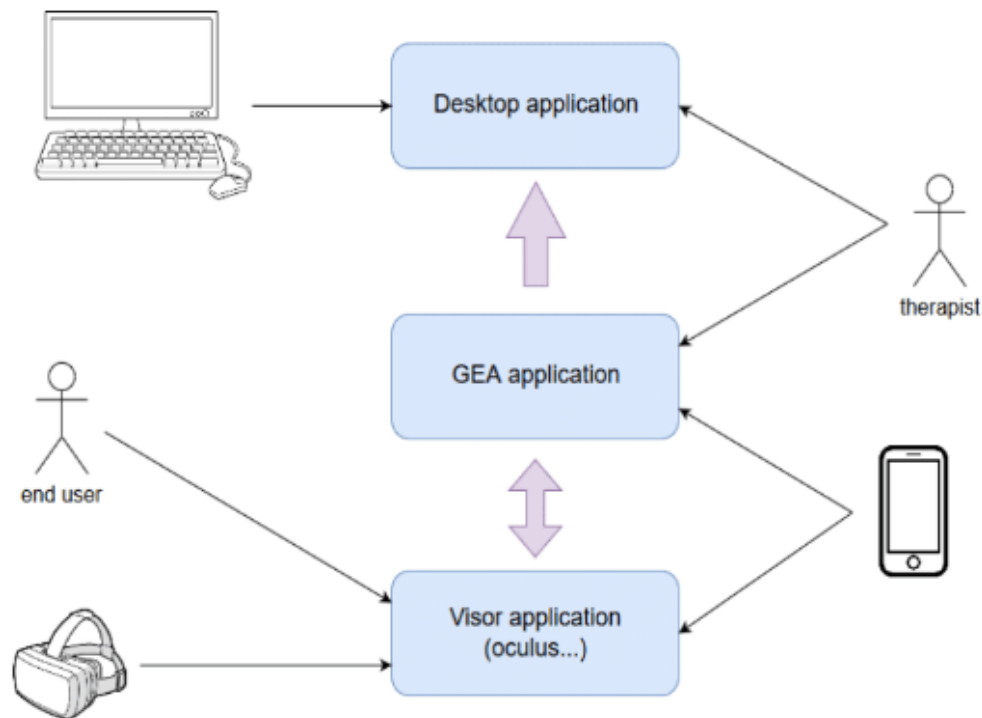 Desktop application
therapist
GEA application
end user
Visor application
(oculus...)